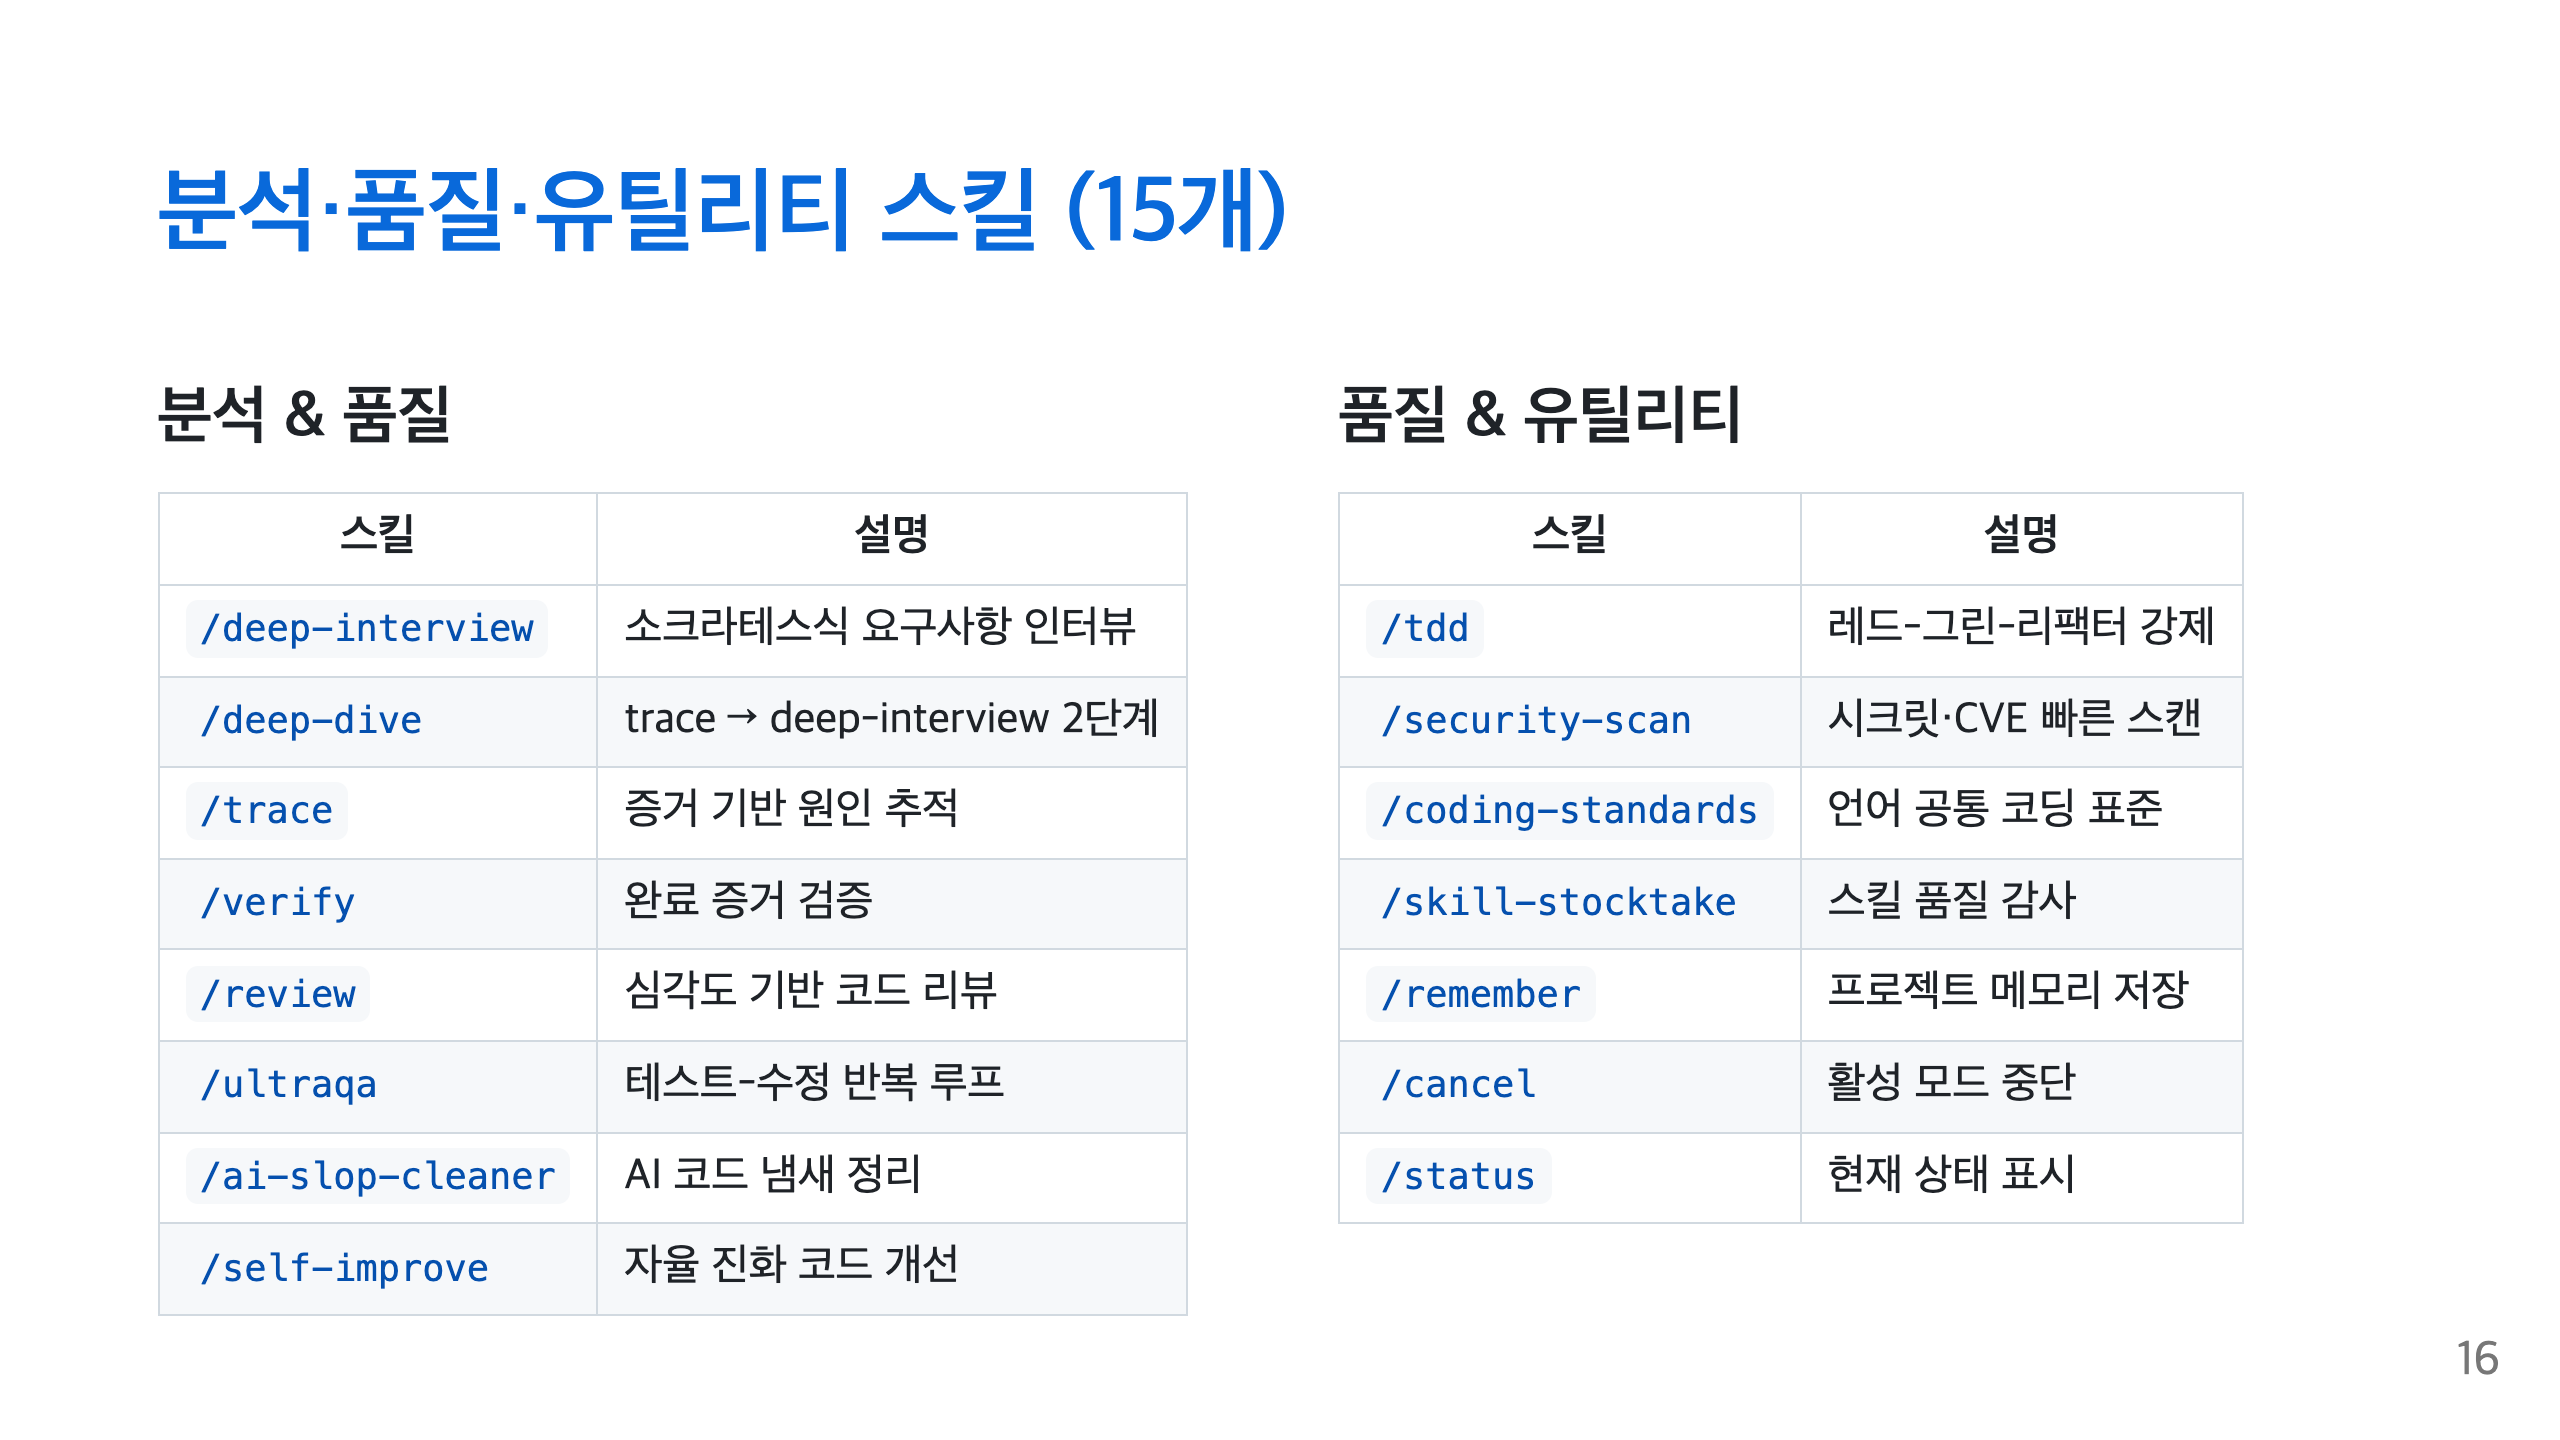 분석·품질·유틸리티 스킬 (15개)
분석 & 품질
스킬 설명
/deep-interview 소크라테스식 요구사항 인터뷰
/deep-dive trace → deep-interview 2단계
/trace 증거 기반 원인 추적
/verify 완료 증거 검증
/review 심각도 기반 코드 리뷰
/ultraqa 테스트-수정 반복 루프
/ai-slop-cleaner AI 코드 냄새 정리
/self-improve 자율 진화 코드 개선
품질 & 유틸리티
스킬 설명
/tdd 레드-그린-리팩터 강제
/security-scan 시크릿·CVE 빠른 스캔
/coding-standards 언어 공통 코딩 표준
/skill-stocktake 스킬 품질 감사
/remember 프로젝트 메모리 저장
/cancel 활성 모드 중단
/status 현재 상태 표시
16